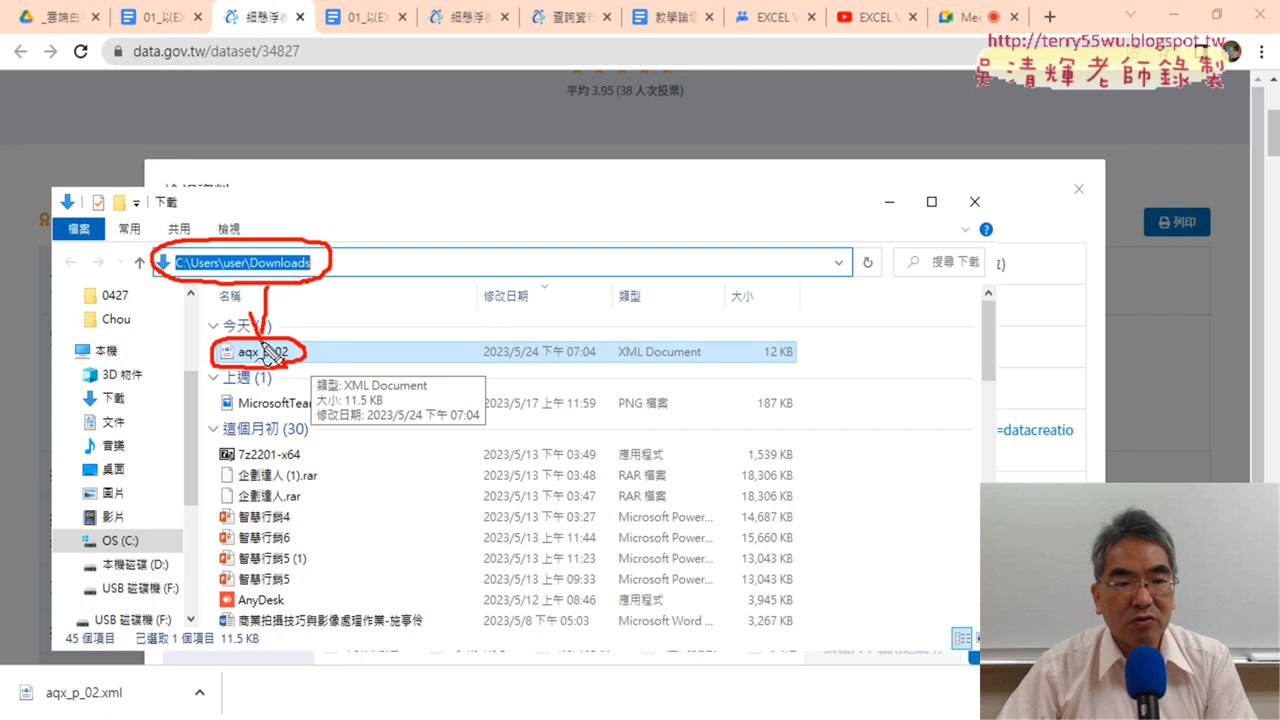 _雲端白
01_以EX
細懸浮微
01_以EX
細懸浮微
查詢資料
教學論壇
EXCEL V
EXCEL V
Mee
data.gov.tw/dataset/34827
http://terry55wu.blogspot.tw
吳清輝老師錄製
平均 3.95 (38 人次投票)
下載
檔案 常用 共用 檢視
列印
C:\Users\user\Downloads
搜尋 下載
0427
Chou
本機
3D 物件
下載
文件
音樂
桌面
圖片
影片
OS (C:)
本機磁碟 (D:)
USB 磁碟機 (F:)
USB 磁碟機 (F:)
名稱 修改日期 類型 大小
今天
aqx_p_02 2023/5/24 下午 07:04 XML Document 12 KB
上週 (1)
類型: XML Document
大小: 11.5 KB
修改日期: 2023/5/24 下午 07:04
MicrosoftTea 2023/5/17 上午 11:59 PNG 檔案 187 KB
這個月初 (30)
7z2201-x64 2023/5/13 下午 03:49 應用程式 1,539 KB
企劃達人 (1).rar 2023/5/13 下午 03:48 RAR 檔案 18,306 KB
企劃達人.rar 2023/5/13 下午 03:47 RAR 檔案 18,306 KB
智慧行銷4 2023/5/13 下午 03:27 Microsoft Power... 14,687 KB
智慧行銷6 2023/5/13 上午 11:44 Microsoft Power... 15,660 KB
智慧行銷5 (1) 2023/5/13 上午 11:23 Microsoft Power... 13,043 KB
智慧行銷5 2023/5/13 上午 09:33 Microsoft Power... 13,043 KB
AnyDesk 2023/5/12 上午 08:46 應用程式 3,945 KB
商業拍攝技巧與影像處理作業-施亭伶 2023/5/8 下午 05:03 Microsoft Word ... 3,267 KB
=datacreatio
45 個項目 已選取 1 個項目 11.5 KB
aqx_p_02.xml